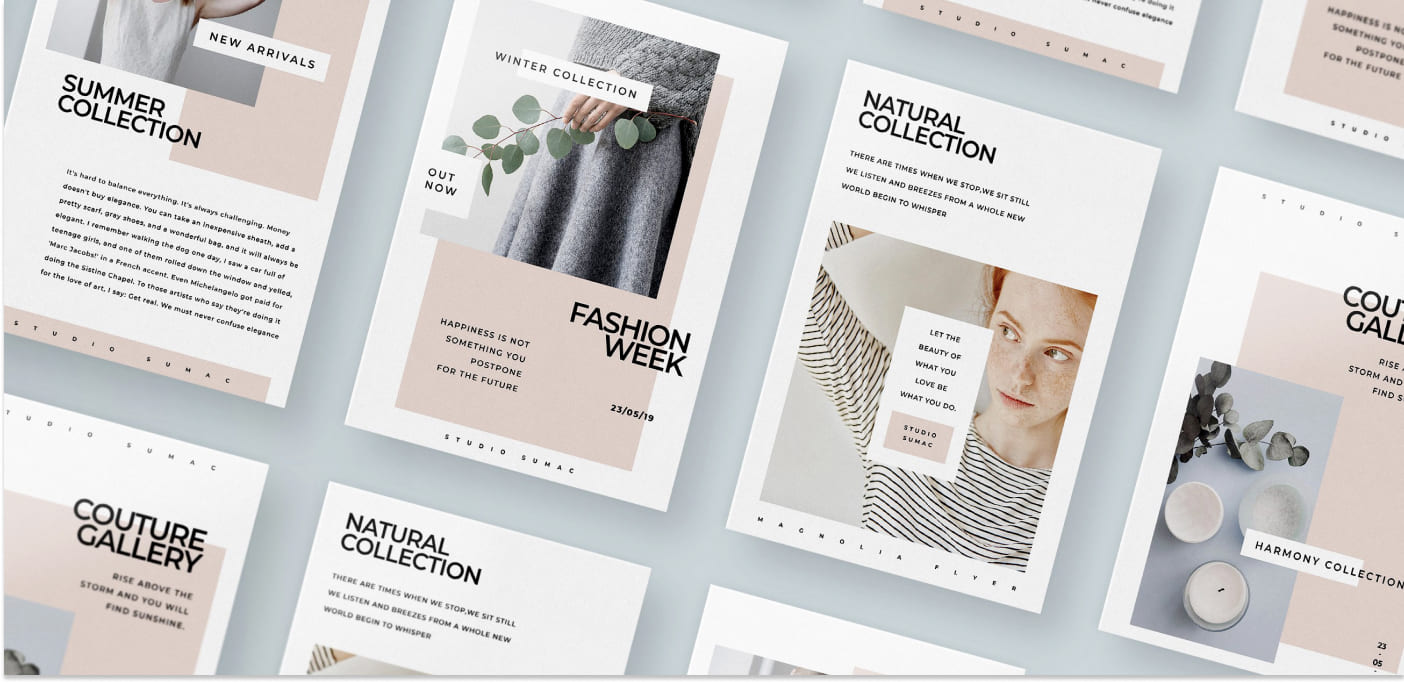 NEW ARRIVALS
SUMMER
COLLECTION
It's hard to balance everything. It's always challenging. Money
doesn't buy elegance. You can take an inexpensive sheath, add a
pretty scarf, gray shoes, and a wonderful bag, and it will always be
elegant. I remember walking the dog one day, I saw a car full of
teenage girls, and one of them rolled down the window and yelled,
'Marc Jacobs!' in a French accent. Even Michelangelo got paid for
doing the Sistine Chapel. To those artists who say they're doing it
for the love of art, I say: Get real. We must never confuse elegance
STUDIO SUMAC
WINTER COLLECTION
OUT
NOW
FASHION
WEEK
HAPPINESS IS NOT
SOMETHING YOU
POSTPONE
FOR THE FUTURE
23/05/19
STUDIO SUMAC
never confuse elegance
STUDIO SUMAC
NATURAL
COLLECTION
THERE ARE TIMES WHEN WE STOP,WE SIT STILL
WE LISTEN AND BREEZES FROM A WHOLE NEW
WORLD BEGIN TO WHISPER
LET THE
BEAUTY OF
WHAT YOU
LOVE BE
WHAT YOU DO.
STUDIO
SUMAC
MAGNOLIA FLYER
HAPPINESS IS NO
SOMETHING YO
POSTPONE
FOR THE FUTURE
STUDIO
STUDIO S
COUT
GALL
RISE
STORM AND
FIND S
HARMONY COLLECTION
23
-
05
-
TUDIO SUMAC
COUTURE
GALLERY
RISE ABOVE THE
STORM AND YOU WILL
FIND SUNSHINE.
NATURAL
COLLECTION
THERE ARE TIMES WHEN WE STOP,WE SIT STILL
WE LISTEN AND BREEZES FROM A WHOLE NEW
WORLD BEGIN TO WHISPER